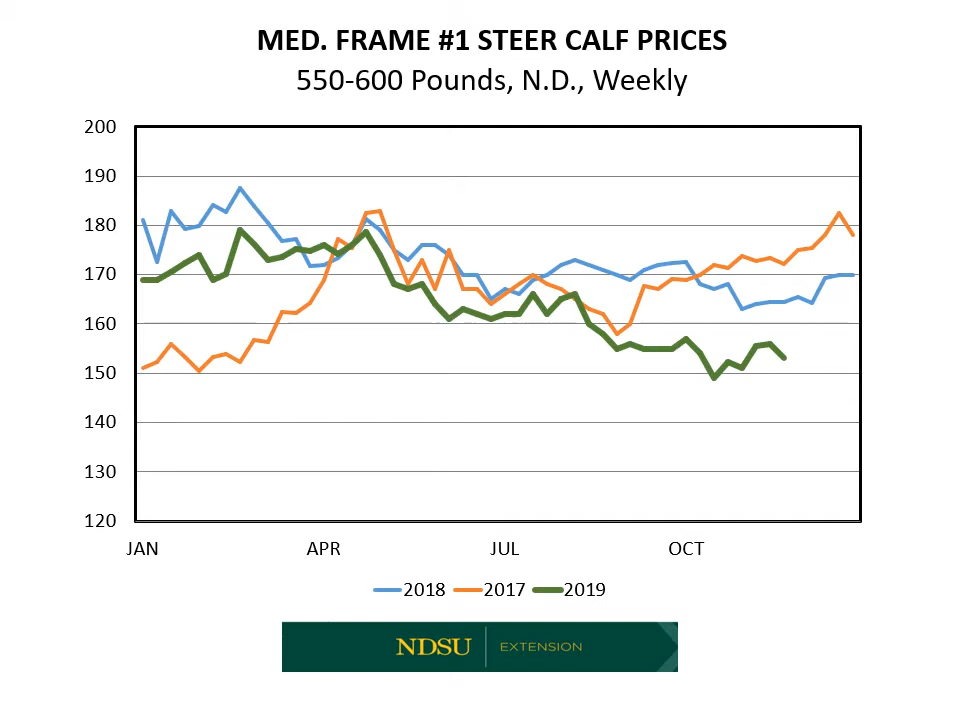 MED. FRAME #1 STEER CALF PRICES
550-600 Pounds, N.D., Weekly
200
190
180
170
160
150
140
130
120
JAN APR JUL OCT
2018 2017 2019
NDSU EXTENSION